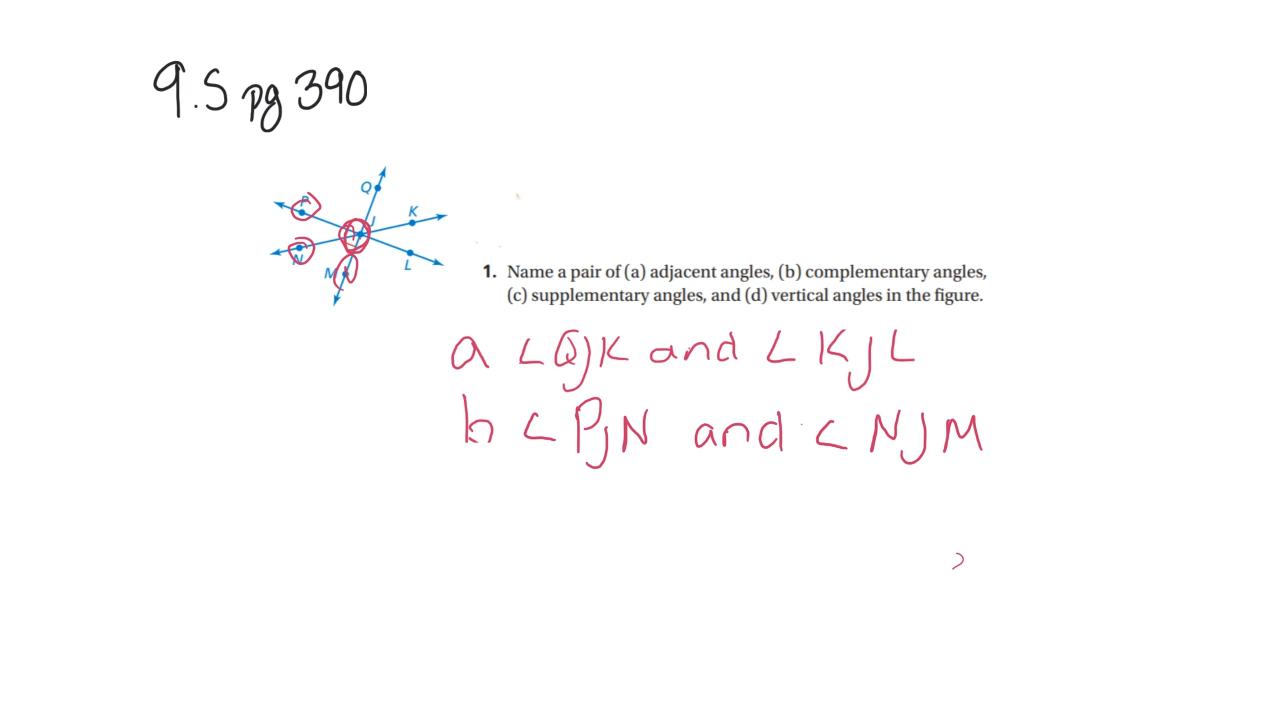 9.5 pg 390
Q
P
J
K
N
M
L
1. Name a pair of (a) adjacent angles, (b) complementary angles,
(c) supplementary angles, and (d) vertical angles in the figure.
a ∠QJK and ∠KJL
b ∠PJN and ∠NJM